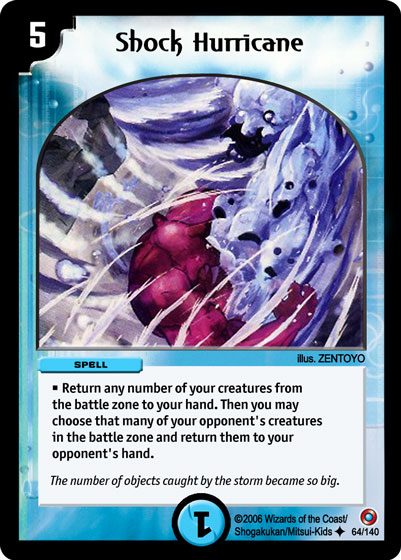 5
Shock Hurricane
illus. ZENTOYO
SPELL
▪ Return any number of your creatures from
the battle zone to your hand. Then you may
choose that many of your opponent's creatures
in the battle zone and return them to your
opponent's hand.
The number of objects caught by the storm became so big.
1
©2006 Wizards of the Coast/
Shogakukan/Mitsui-Kids ✦ 64/140